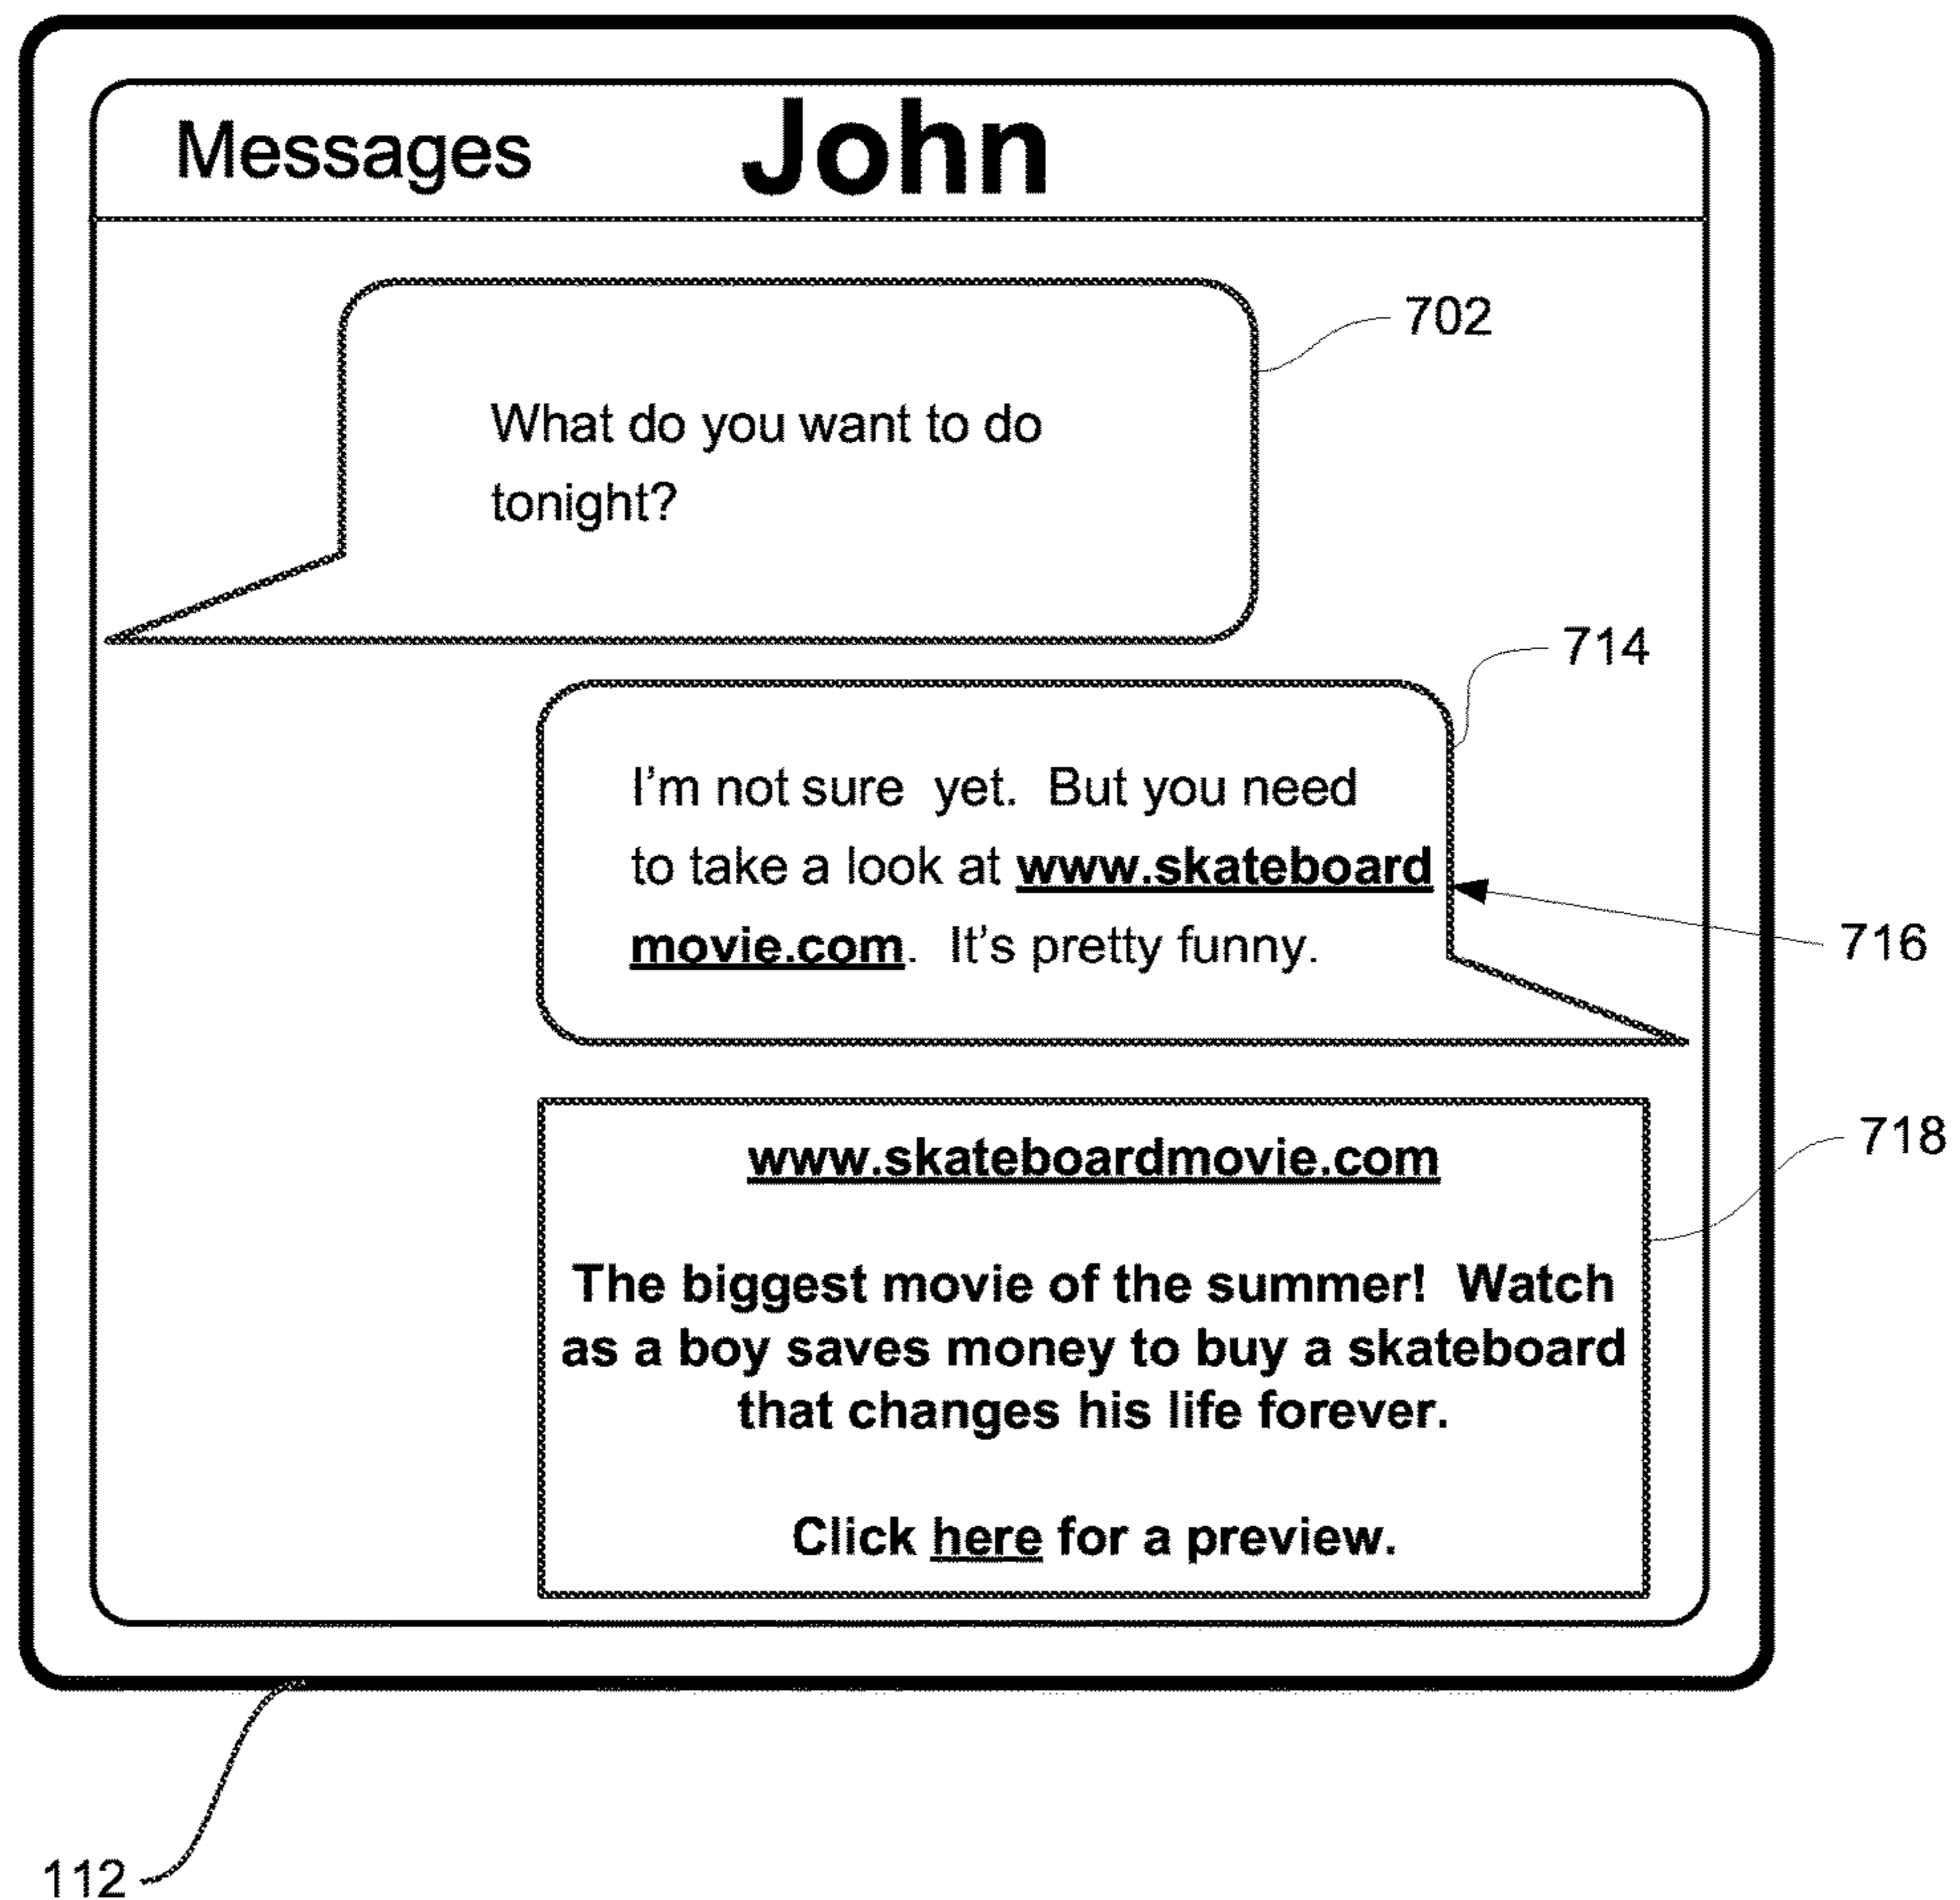 Messages John
702
What do you want to do
tonight?
714
I'm not sure yet. But you need
to take a look at www.skateboard
movie.com. It's pretty funny.
716
www.skateboardmovie.com
718
The biggest movie of the summer! Watch
as a boy saves money to buy a skateboard
that changes his life forever.
Click here for a preview.
112